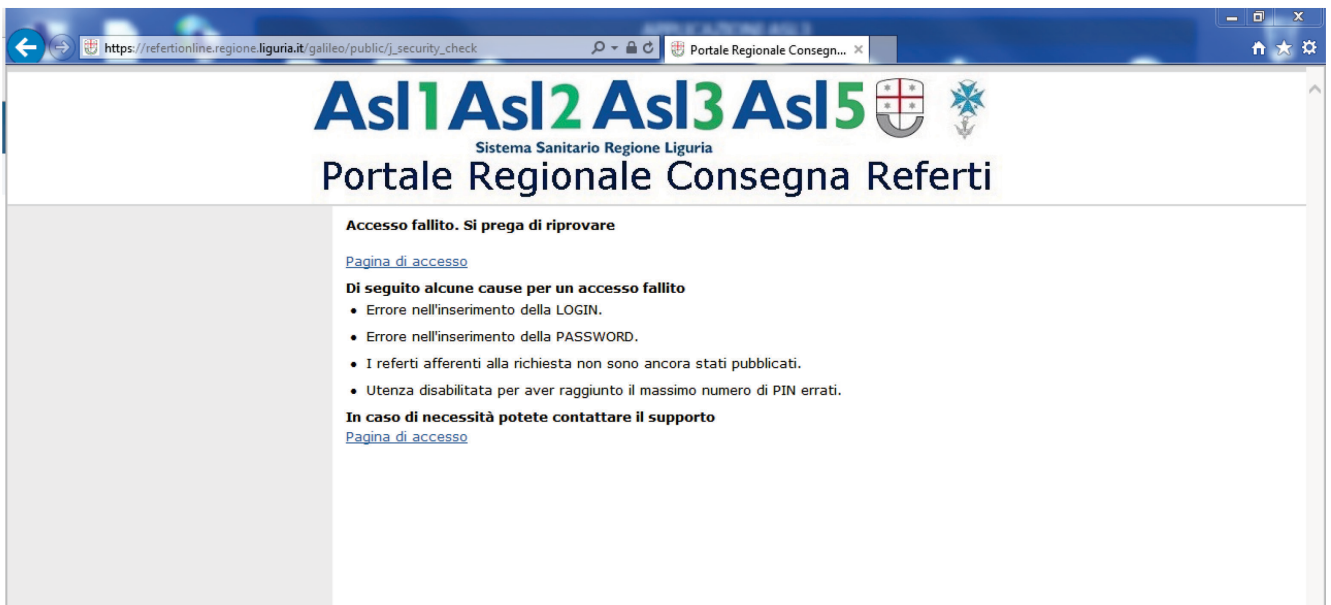 APPLICAZIONE ASL3
https://refertionline.regione.liguria.it/galileo/public/j_security_check
Portale Regionale Consegn...
Asl1 Asl2 Asl3 Asl5
Sistema Sanitario Regione Liguria
Portale Regionale Consegna Referti
Accesso fallito. Si prega di riprovare
Pagina di accesso
Di seguito alcune cause per un accesso fallito
• Errore nell'inserimento della LOGIN.
• Errore nell'inserimento della PASSWORD.
• I referti afferenti alla richiesta non sono ancora stati pubblicati.
• Utenza disabilitata per aver raggiunto il massimo numero di PIN errati.
In caso di necessità potete contattare il supporto
Pagina di accesso